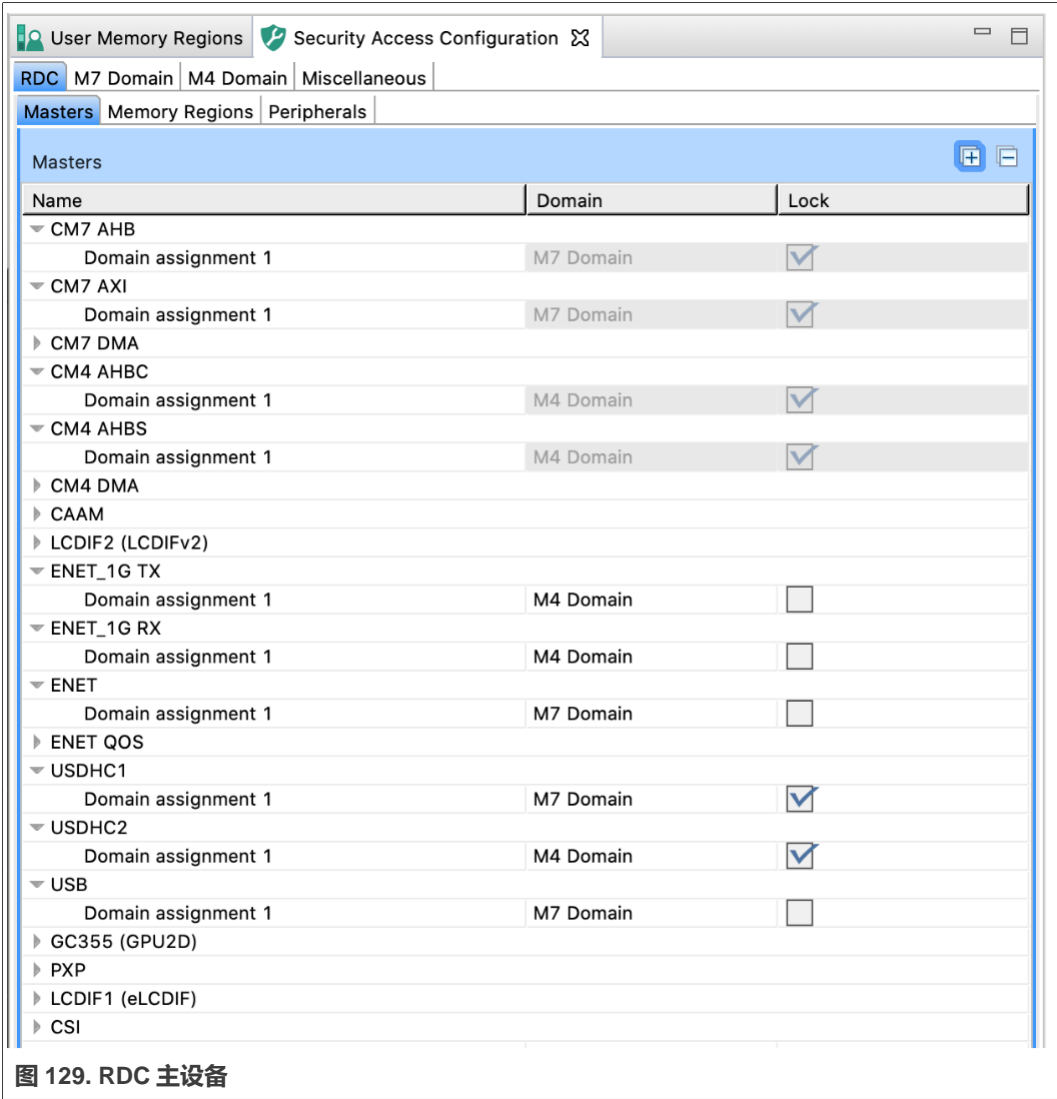 User Memory Regions Security Access Configuration
RDC M7 Domain M4 Domain Miscellaneous
Masters Memory Regions Peripherals
Masters
Name Domain Lock
CM7 AHB
Domain assignment 1 M7 Domain
CM7 AXI
Domain assignment 1 M7 Domain
CM7 DMA
CM4 AHBC
Domain assignment 1 M4 Domain
CM4 AHBS
Domain assignment 1 M4 Domain
CM4 DMA
CAAM
LCDIF2 (LCDIFv2)
ENET_1G TX
Domain assignment 1 M4 Domain
ENET_1G RX
Domain assignment 1 M4 Domain
ENET
Domain assignment 1 M7 Domain
ENET QOS
USDHC1
Domain assignment 1 M7 Domain
USDHC2
Domain assignment 1 M4 Domain
USB
Domain assignment 1 M7 Domain
GC355 (GPU2D)
PXP
LCDIF1 (eLCDIF)
CSI
图 129. RDC 主设备